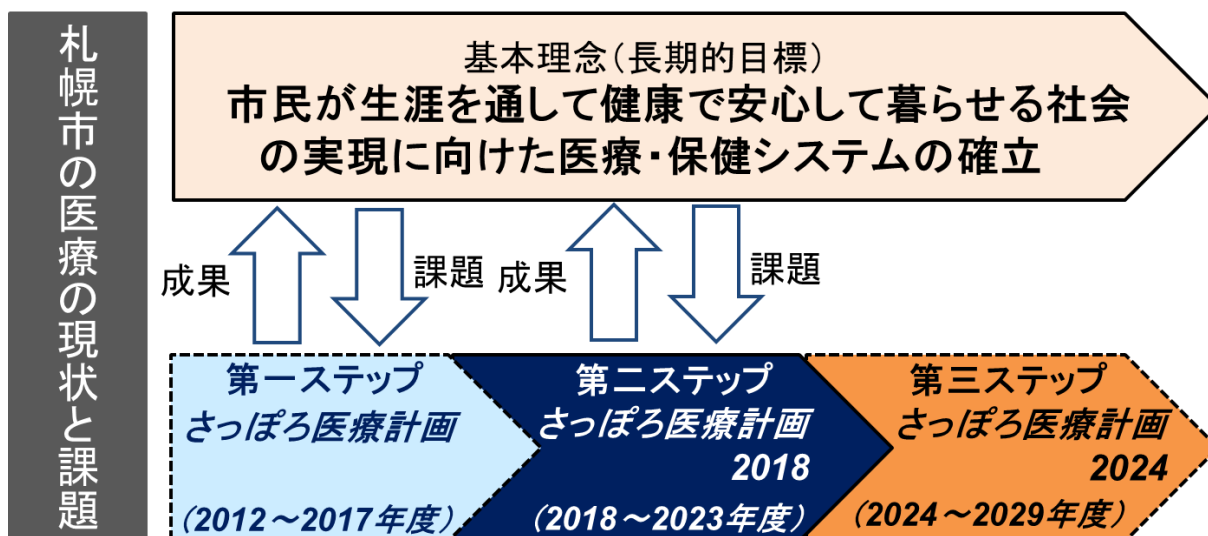 札幌市の医療の現状と課題
基本理念(長期的目標)
市民が生涯を通して健康で安心して暮らせる社会
の実現に向けた医療・保健システムの確立
成果
課題
成果
課題
第一ステップ
さっぽろ医療計画
(2012～2017年度)
第二ステップ
さっぽろ医療計画
2018
(2018～2023年度)
第三ステップ
さっぽろ医療計画
2024
(2024～2029年度)